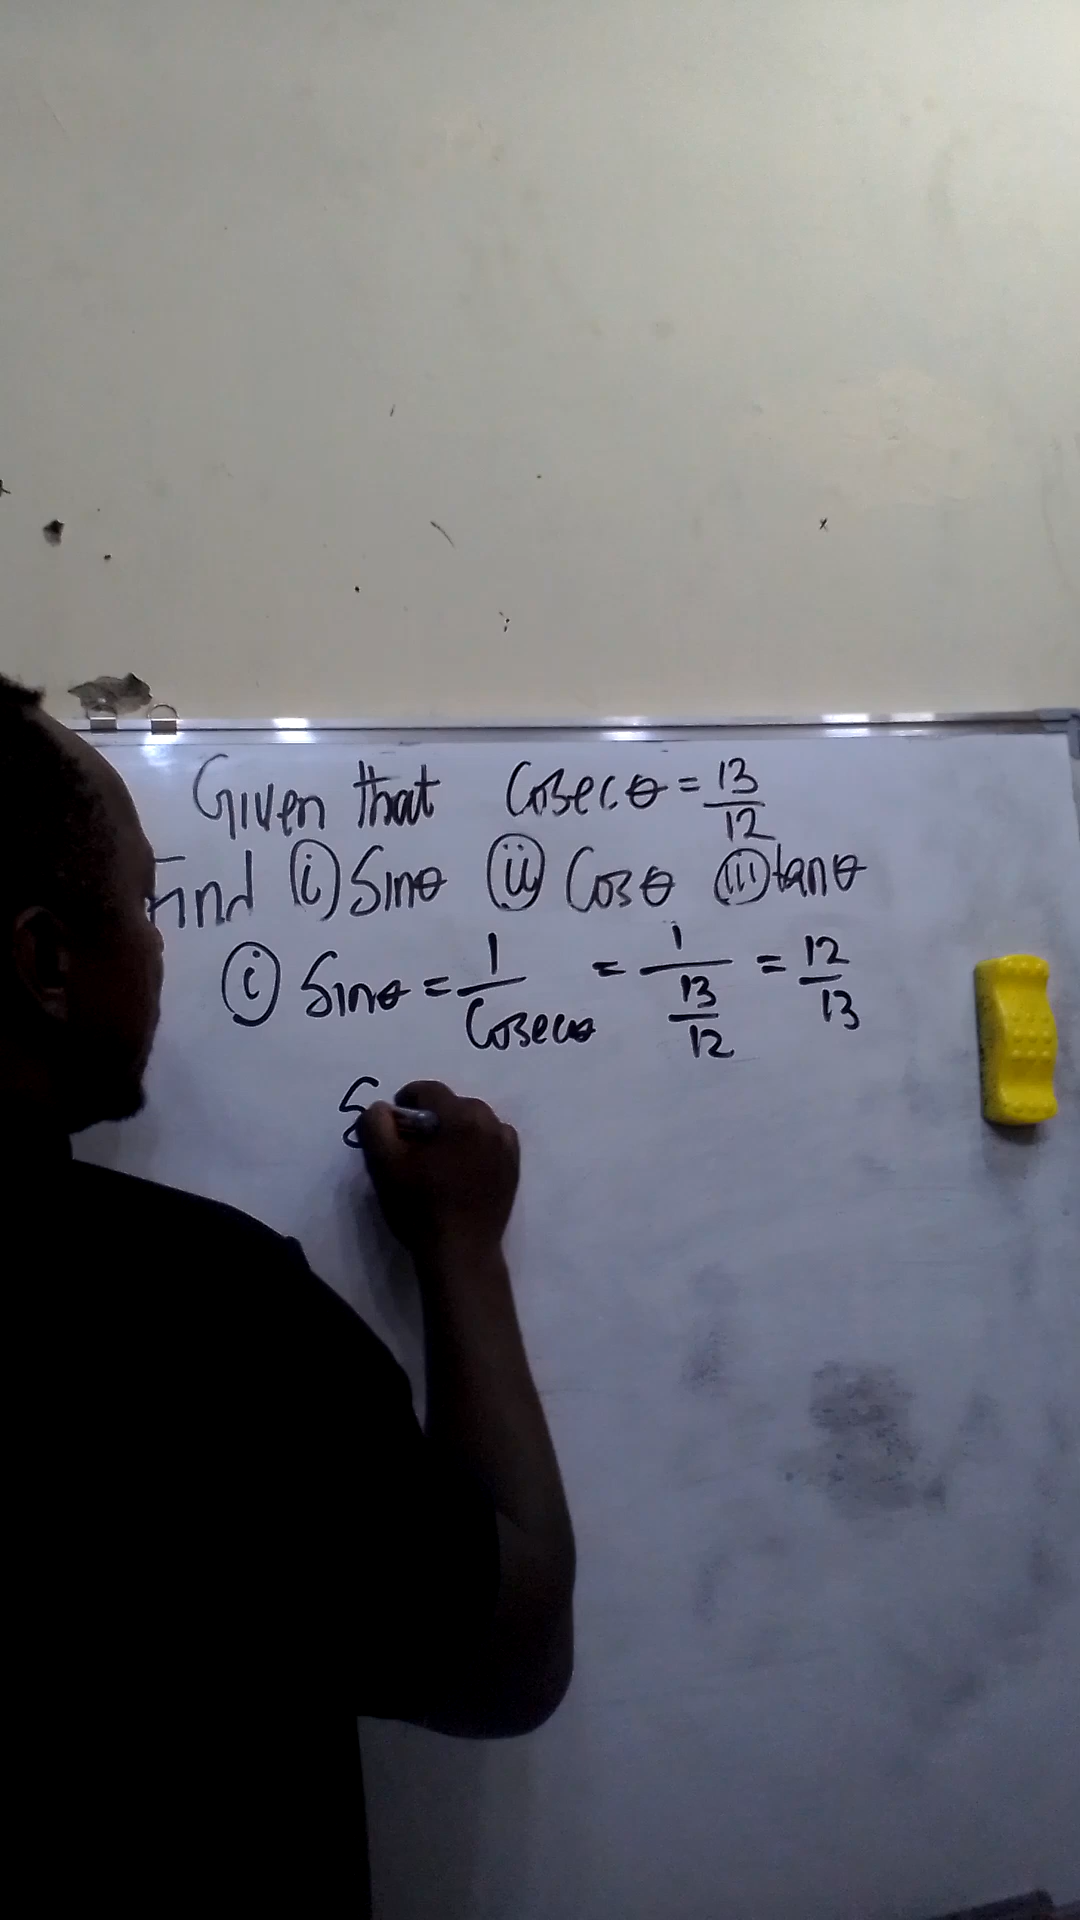 Given that Cosecθ = 13/12
Find (i) Sinθ (ii) Cosθ (iii) tanθ
(i) Sinθ = 1/Cosecθ = 1/(13/12) = 12/13
S